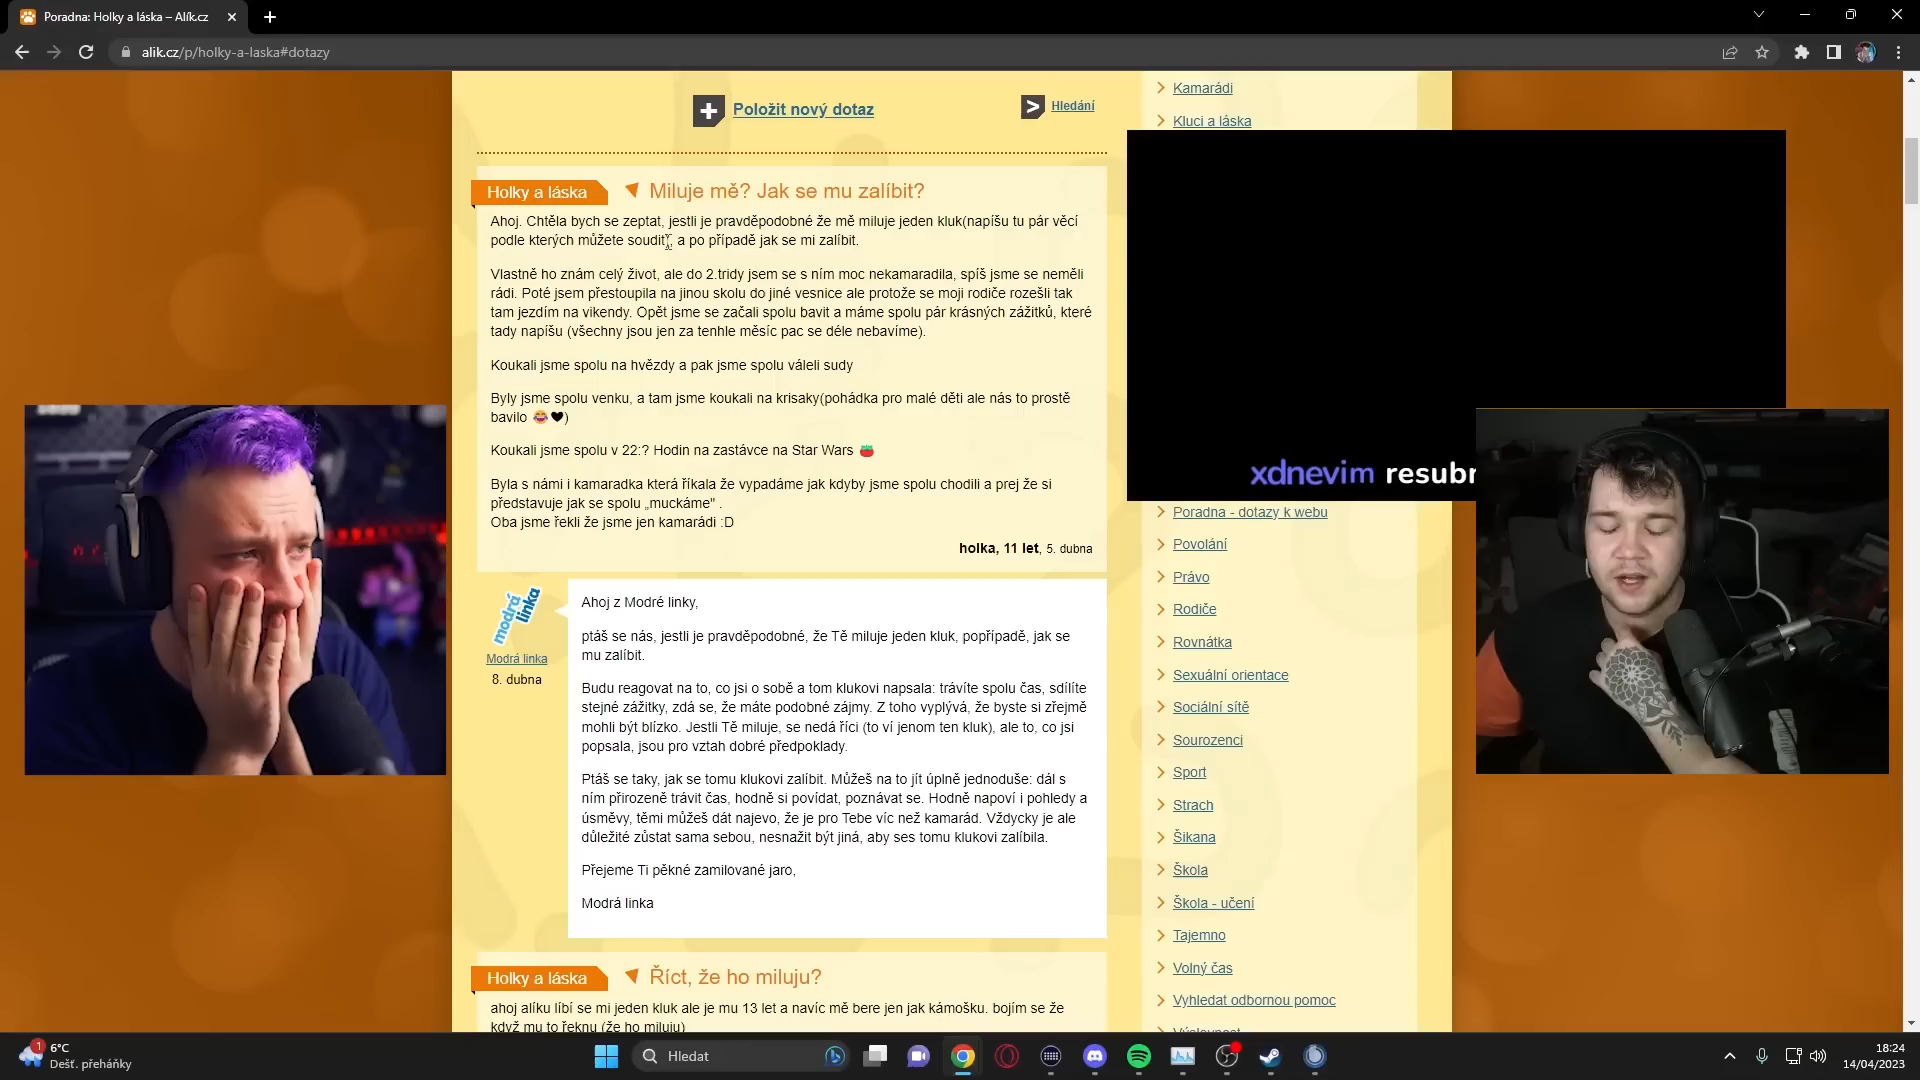 Poradna: Holky a láska – Alík.cz
alik.cz/p/holky-a-laska#dotazy
Položit nový dotaz
Hledání
Holky a láska
Miluje mě? Jak se mu zalíbit?
Ahoj. Chtěla bych se zeptat, jestli je pravděpodobné že mě miluje jeden kluk(napíšu tu pár věcí
podle kterých můžete soudit), a po případě jak se mi zalíbit.
Vlastně ho znám celý život, ale do 2.tridy jsem se s ním moc nekamaradila, spíš jsme se neměli
rádi. Poté jsem přestoupila na jinou skolu do jiné vesnice ale protože se moji rodiče rozešli tak
tam jezdím na vikendy. Opět jsme se začali spolu bavit a máme spolu pár krásných zážitků, které
tady napíšu (všechny jsou jen za tenhle měsíc pac se déle nebavíme).
Koukali jsme spolu na hvězdy a pak jsme spolu váleli sudy
Byly jsme spolu venku, a tam jsme koukali na krisaky(pohádka pro malé děti ale nás to prostě
bavilo 😂🖤)
Koukali jsme spolu v 22:? Hodin na zastávce na Star Wars 🍅
Byla s námi i kamaradka která říkala že vypadáme jak kdyby jsme spolu chodili a prej že si
představuje jak se spolu „muckáme" .
Oba jsme řekli že jsme jen kamarádi :D
holka, 11 let, 5. dubna
modrá
linka
Modrá linka
8. dubna
Ahoj z Modré linky,
ptáš se nás, jestli je pravděpodobné, že Tě miluje jeden kluk, popřípadě, jak se
mu zalíbit.
Budu reagovat na to, co jsi o sobě a tom klukovi napsala: trávíte spolu čas, sdílíte
stejné zážitky, zdá se, že máte podobné zájmy. Z toho vyplývá, že byste si zřejmě
mohli být blízko. Jestli Tě miluje, se nedá říci (to ví jenom ten kluk), ale to, co jsi
popsala, jsou pro vztah dobré předpoklady.
Ptáš se taky, jak se tomu klukovi zalíbit. Můžeš na to jít úplně jednoduše: dál s
ním přirozeně trávit čas, hodně si povídat, poznávat se. Hodně napoví i pohledy a
úsměvy, těmi můžeš dát najevo, že je pro Tebe víc než kamarád. Vždycky je ale
důležité zůstat sama sebou, nesnažit být jiná, aby ses tomu klukovi zalíbila.
Přejeme Ti pěkné zamilované jaro,
Modrá linka
Holky a láska
Říct, že ho miluju?
ahoj alíku líbí se mi jeden kluk ale je mu 13 let a navíc mě bere jen jak kámošku. bojím se že
když mu to řeknu (že ho miluju)
Kamarádi
Kluci a láska
xdnevim resubr
Poradna - dotazy k webu
Povolání
Právo
Rodiče
Rovnátka
Sexuální orientace
Sociální sítě
Sourozenci
Sport
Strach
Šikana
Škola
Škola - učení
Tajemno
Volný čas
Vyhledat odbornou pomoc
1
6°C
Dešť. přeháňky
Hledat
18:24
14/04/2023